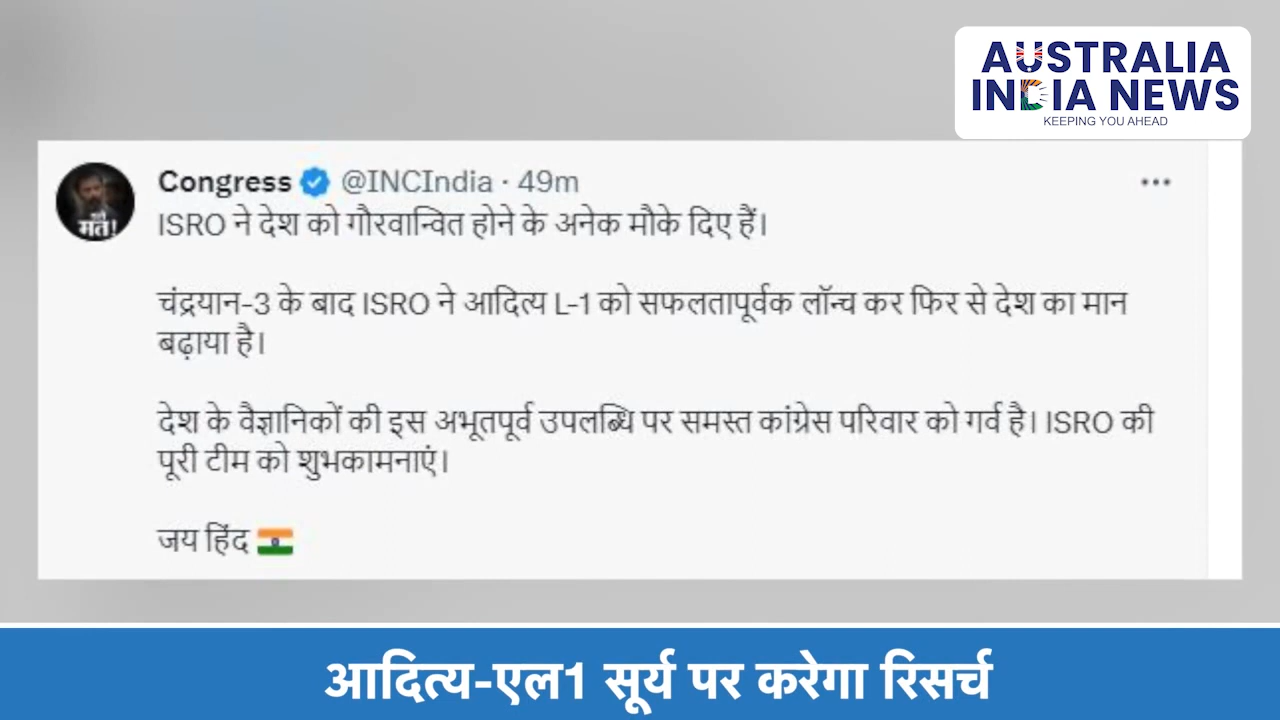 AUSTRALIA
INDIA NEWS
KEEPING YOU AHEAD
Congress @INCIndia · 49m
मत!
ISRO ने देश को गौरवान्वित होने के अनेक मौके दिए हैं।
चंद्रयान-3 के बाद ISRO ने आदित्य L-1 को सफलतापूर्वक लॉन्च कर फिर से देश का मान
बढ़ाया है।
देश के वैज्ञानिकों की इस अभूतपूर्व उपलब्धि पर समस्त कांग्रेस परिवार को गर्व है। ISRO की
पूरी टीम को शुभकामनाएं।
जय हिंद
आदित्य-एल1 सूर्य पर करेगा रिसर्च